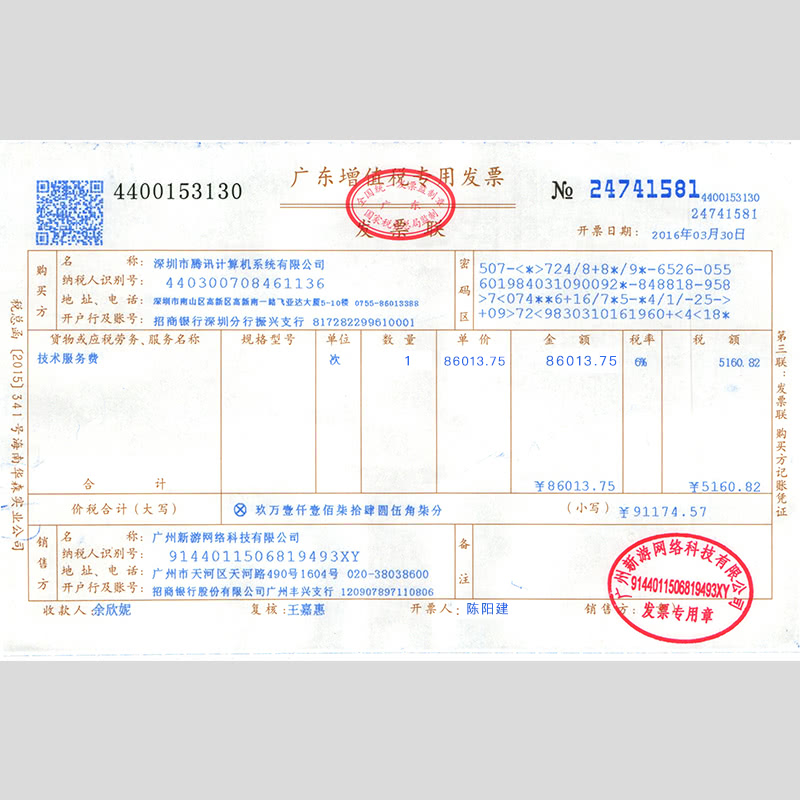 4400153130
广东增值税专用发票
发票联
全国统一发票监制章
广东
国家税务总局监制
№ 24741581
4400153130
24741581
开票日期: 2016年03月30日
购买方
名 称: 深圳市腾讯计算机系统有限公司
纳税人识别号: 440300708461136
地 址、电 话: 深圳市南山区高新区高新南一路飞亚达大厦5-10楼 0755-86013388
开户行及账号: 招商银行深圳分行振兴支行 817282299610001
密码区
507-<*>724/8+8*/9*-6526-055
601984031090092*-848818-958
>7<074**6+16/7*5-*4/1/-25->
+09>72<9830310161960+<4<18*
货物或应税劳务、服务名称 规格型号 单位 数 量 单 价 金 额 税率 税 额
技术服务费 次 1 86013.75 86013.75 6% 5160.82
合 计 ￥86013.75 ￥5160.82
价税合计(大写) ⊗ 玖万壹仟壹佰柒拾肆圆伍角柒分 (小写) ￥91174.57
销售方
名 称: 广州新游网络科技有限公司
纳税人识别号: 9144011506819493XY
地 址、电 话: 广州市天河区天河路490号1604号 020-38038600
开户行及账号: 招商银行股份有限公司广州丰兴支行 120907897110806
备注
收款人: 余欣妮 复核: 王嘉惠 开票人: 陈阳建 销售方:
广州新游网络科技有限公司
9144011506819493XY
发票专用章
税总函 [2015] 341 号海南华森实业公司
第三联: 发票联 购买方记账凭证